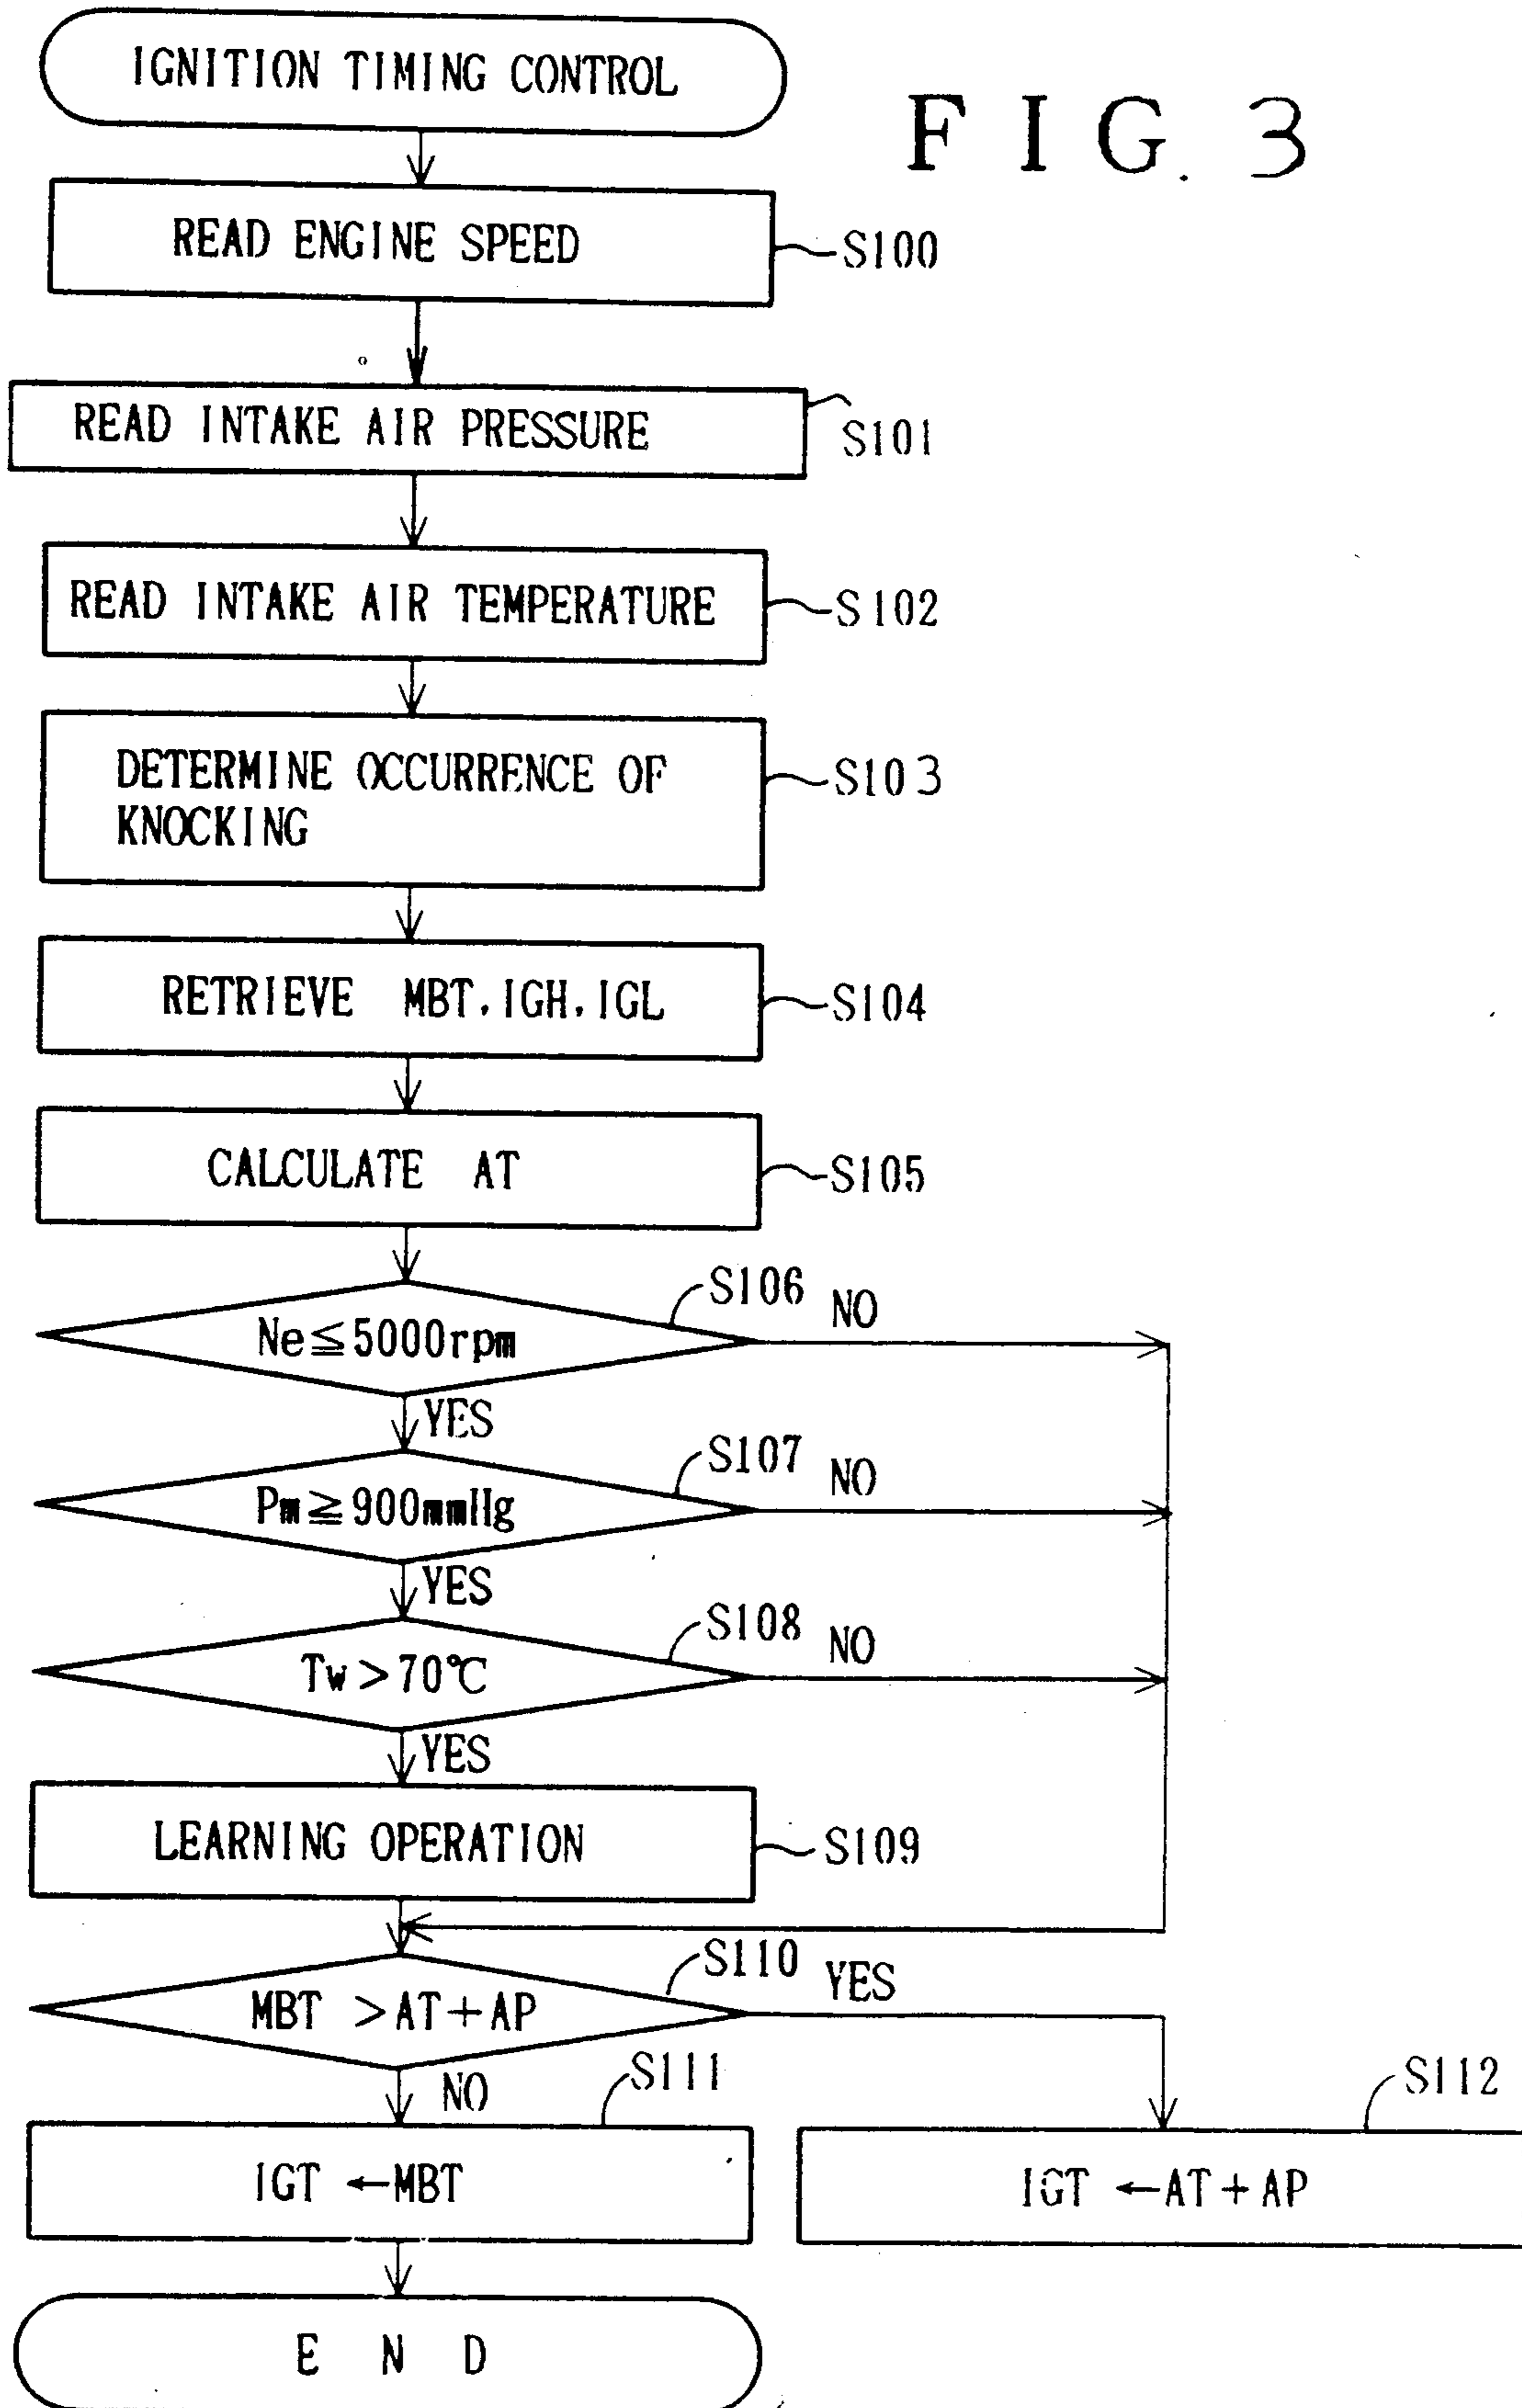 IGNITION TIMING CONTROL
FIG. 3
READ ENGINE SPEED
S100
READ INTAKE AIR PRESSURE
S101
READ INTAKE AIR TEMPERATURE
S102
DETERMINE OCCURRENCE OF
KNOCKING
S103
RETRIEVE MBT, IGH, IGL
S104
CALCULATE AT
S105
Ne≦5000rpm
S106
NO
YES
Pm≧900mmHg
S107
NO
YES
Tw>70℃
S108
NO
YES
LEARNING OPERATION
S109
MBT >AT+AP
S110
YES
NO
S111
IGT ←MBT
S112
IGT ←AT+AP
END